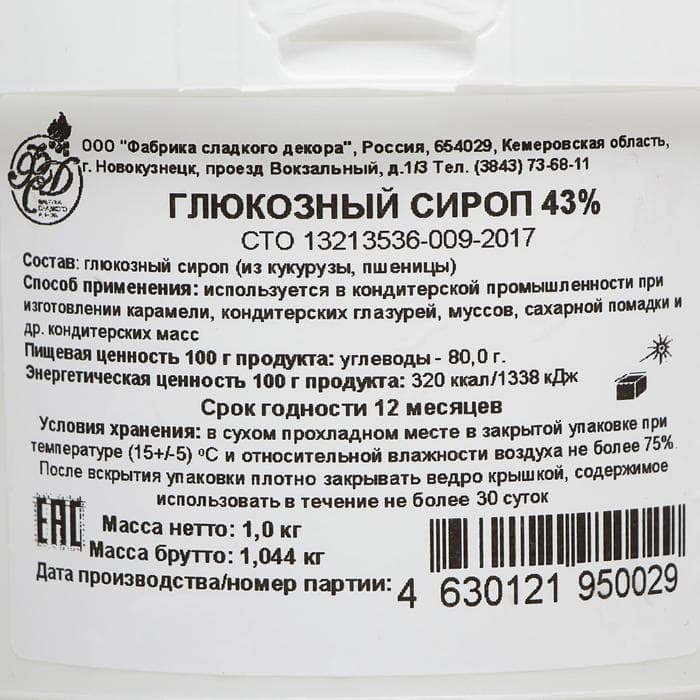 ООО "Фабрика сладкого декора", Россия, 654029, Кемеровская область,
г. Новокузнецк, проезд Вокзальный, д.1/3 Тел. (3843) 73-68-11
ГЛЮКОЗНЫЙ СИРОП 43%
СТО 13213536-009-2017
Состав: глюкозный сироп (из кукурузы, пшеницы)
Способ применения: используется в кондитерской промышленности при
изготовлении карамели, кондитерских глазурей, муссов, сахарной помадки и
др. кондитерских масс
Пищевая ценность 100 г продукта: углеводы - 80,0 г.
Энергетическая ценность 100 г продукта: 320 ккал/1338 кДж
Срок годности 12 месяцев
Условия хранения: в сухом прохладном месте в закрытой упаковке при
температуре (15+/-5) ºС и относительной влажности воздуха не более 75%
После вскрытия упаковки плотно закрывать ведро крышкой, содержимое
использовать в течение не более 30 суток
ЕАС
Масса нетто: 1,0 кг
Масса брутто: 1,044 кг
Дата производства/номер партии:
4 630121 950029